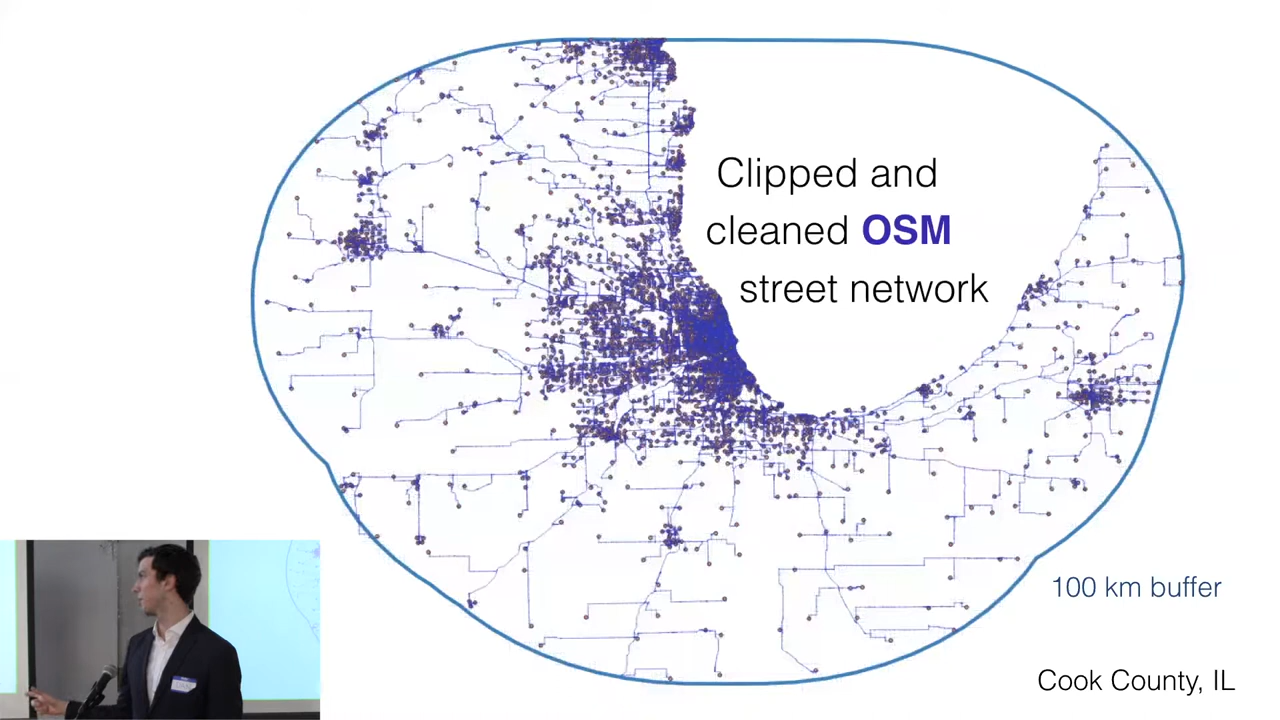 Clipped and
cleaned OSM
street network
100 km buffer
Cook County, IL